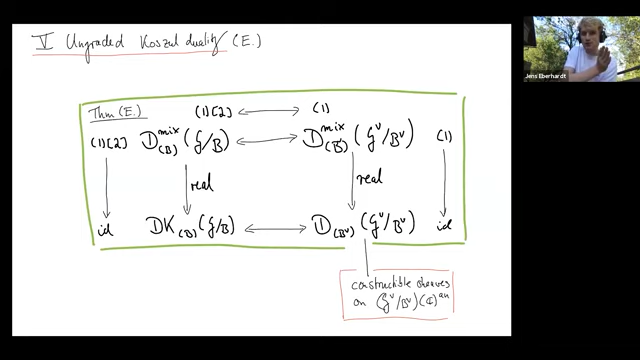 V Ungraded Koszul duality (E.)
Thm (E.) (1)[2] ⟷ (1)
(1)[2] D^mix_(B) (G/B) ⟷ D^mix_(B^∨) (G^∨/B^∨) (1)
real real
id DK_(B) (G/B) ⟷ D_(B^∨) (G^∨/B^∨) id
constructible sheaves
on (G^∨/B^∨)(ℂ)^an
Jens Eberhardt